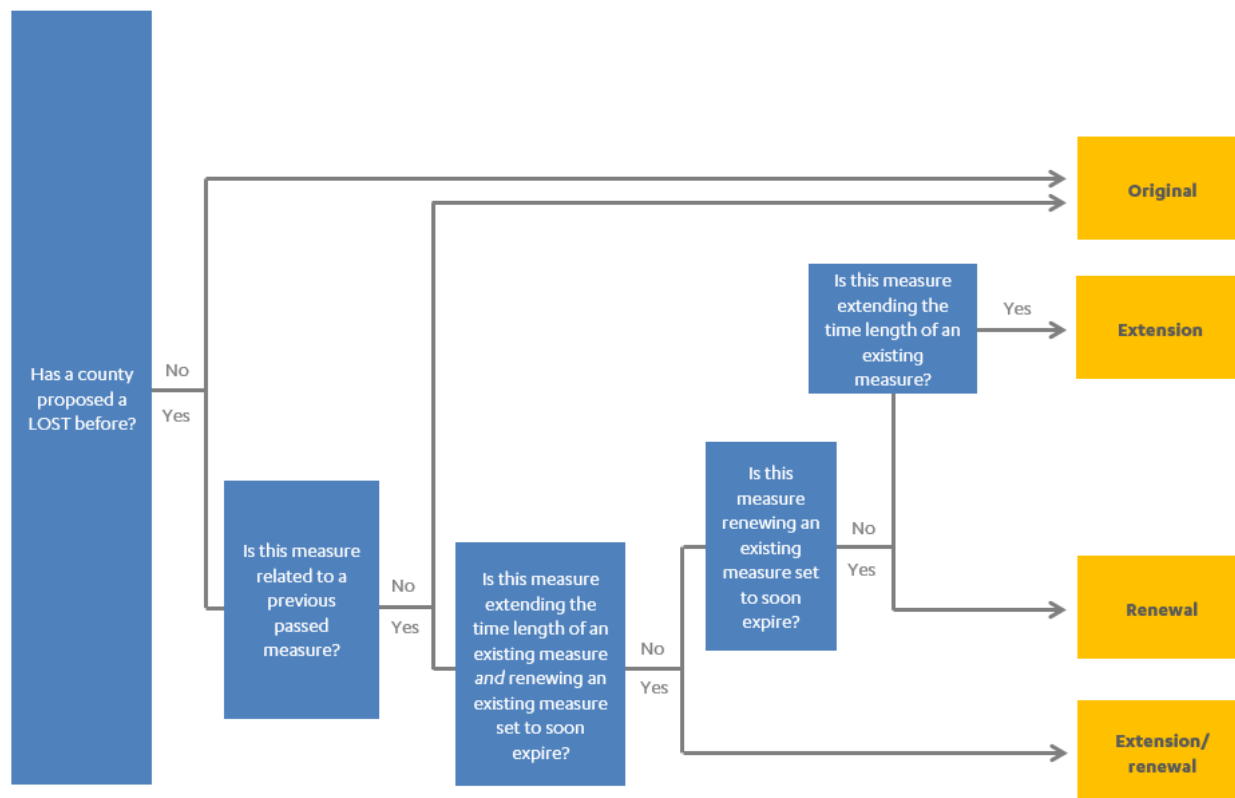 Has a county
proposed a
LOST before?
No
Yes
Is this measure
related to a
previous
passed
measure?
No
Yes
Is this measure
extending the
time length of an
existing measure
and renewing an
existing measure
set to soon
expire?
No
Yes
Is this
measure
renewing an
existing
measure set
to soon
expire?
No
Yes
Is this measure
extending the
time length of an
existing
measure?
Yes
Original
Extension
Renewal
Extension/
renewal